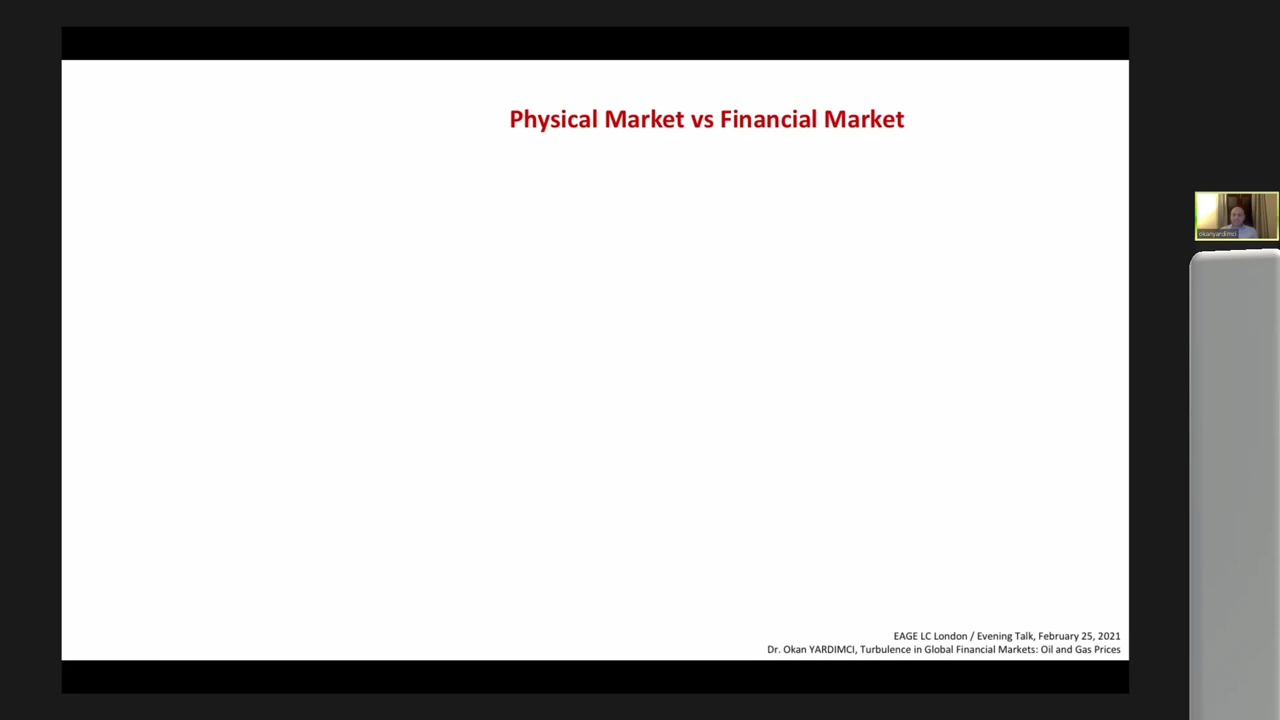 Physical Market vs Financial Market
okanyardimci
EAGE LC London / Evening Talk, February 25, 2021
Dr. Okan YARDIMCI, Turbulence in Global Financial Markets: Oil and Gas Prices